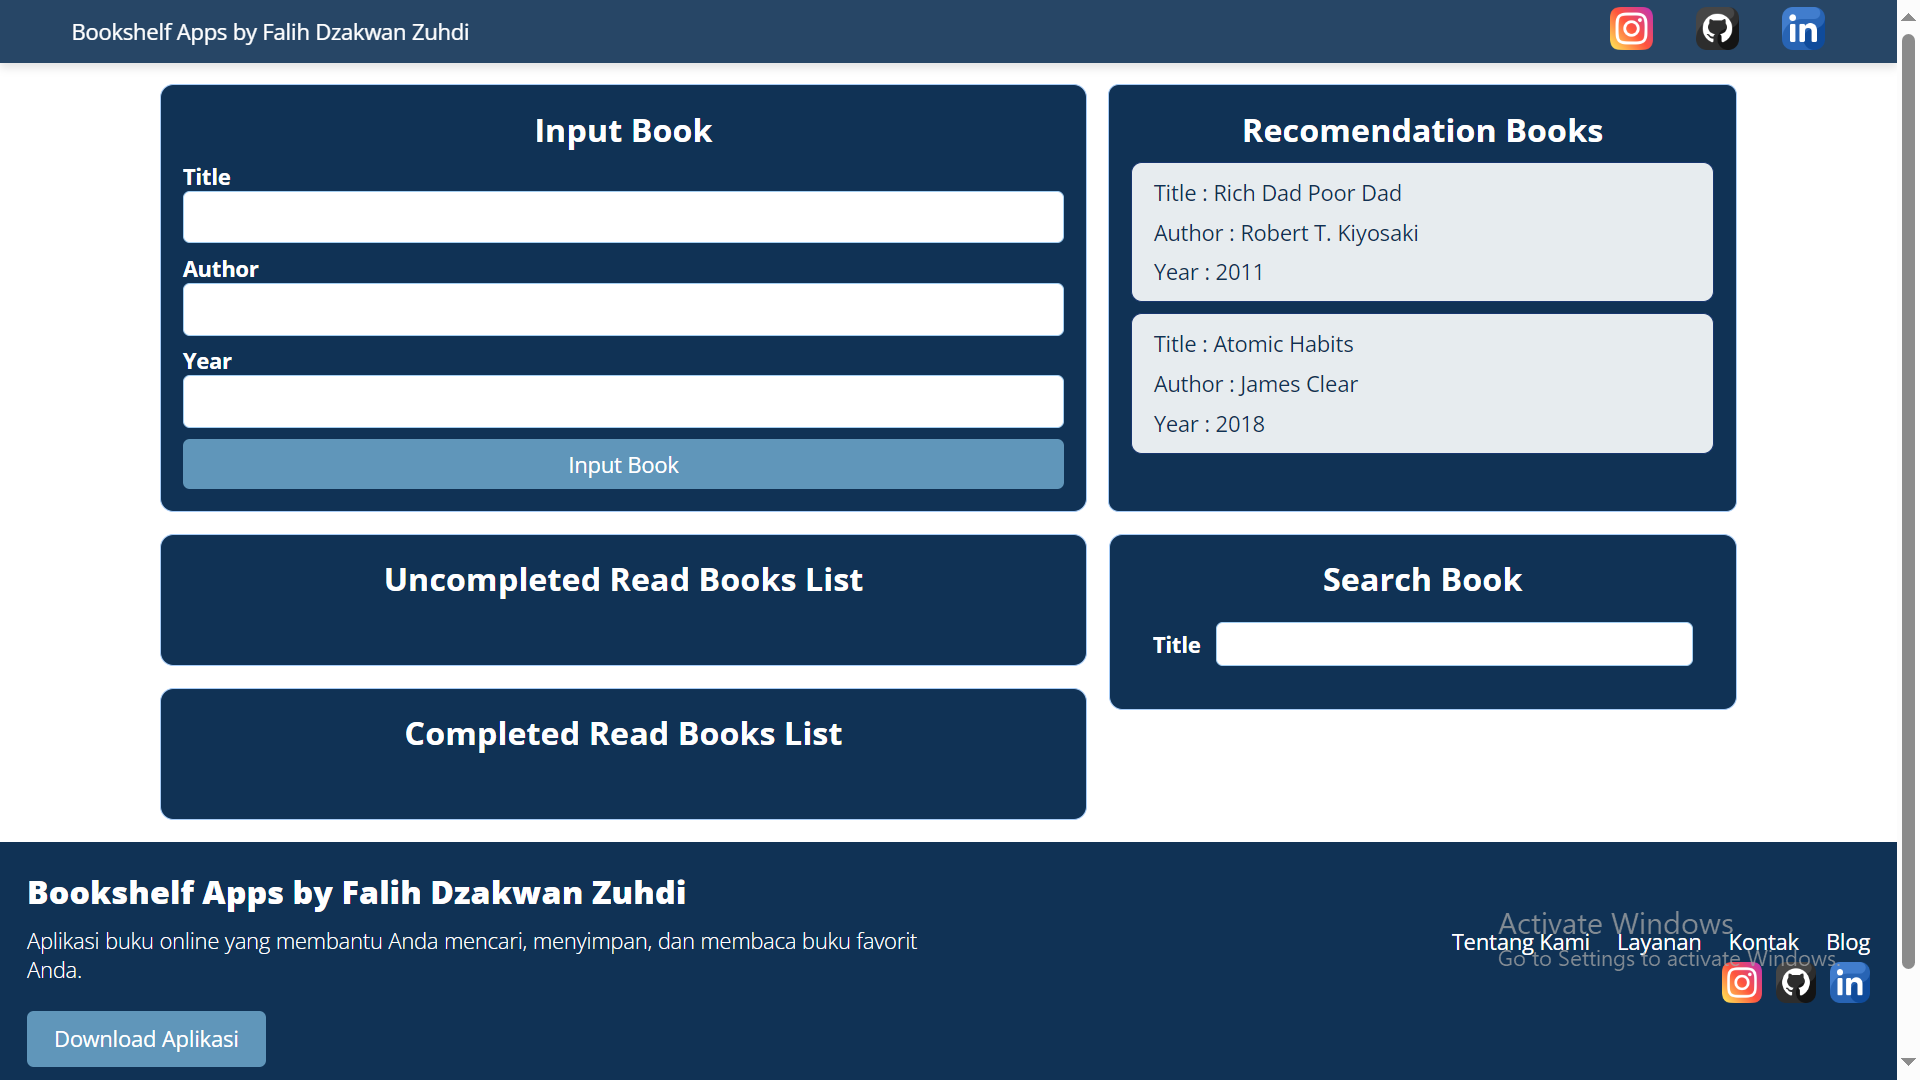 Bookshelf Apps by Falih Dzakwan Zuhdi
Input Book
Title
Author
Year
Input Book
Recomendation Books
Title : Rich Dad Poor Dad
Author : Robert T. Kiyosaki
Year : 2011
Title : Atomic Habits
Author : James Clear
Year : 2018
Uncompleted Read Books List
Search Book
Title
Completed Read Books List
Bookshelf Apps by Falih Dzakwan Zuhdi
Aplikasi buku online yang membantu Anda mencari, menyimpan, dan membaca buku favorit
Anda.
Download Aplikasi
Activate Windows
Tentang Kami Layanan Kontak Blog
Go to Settings to activate Windows.
in
in